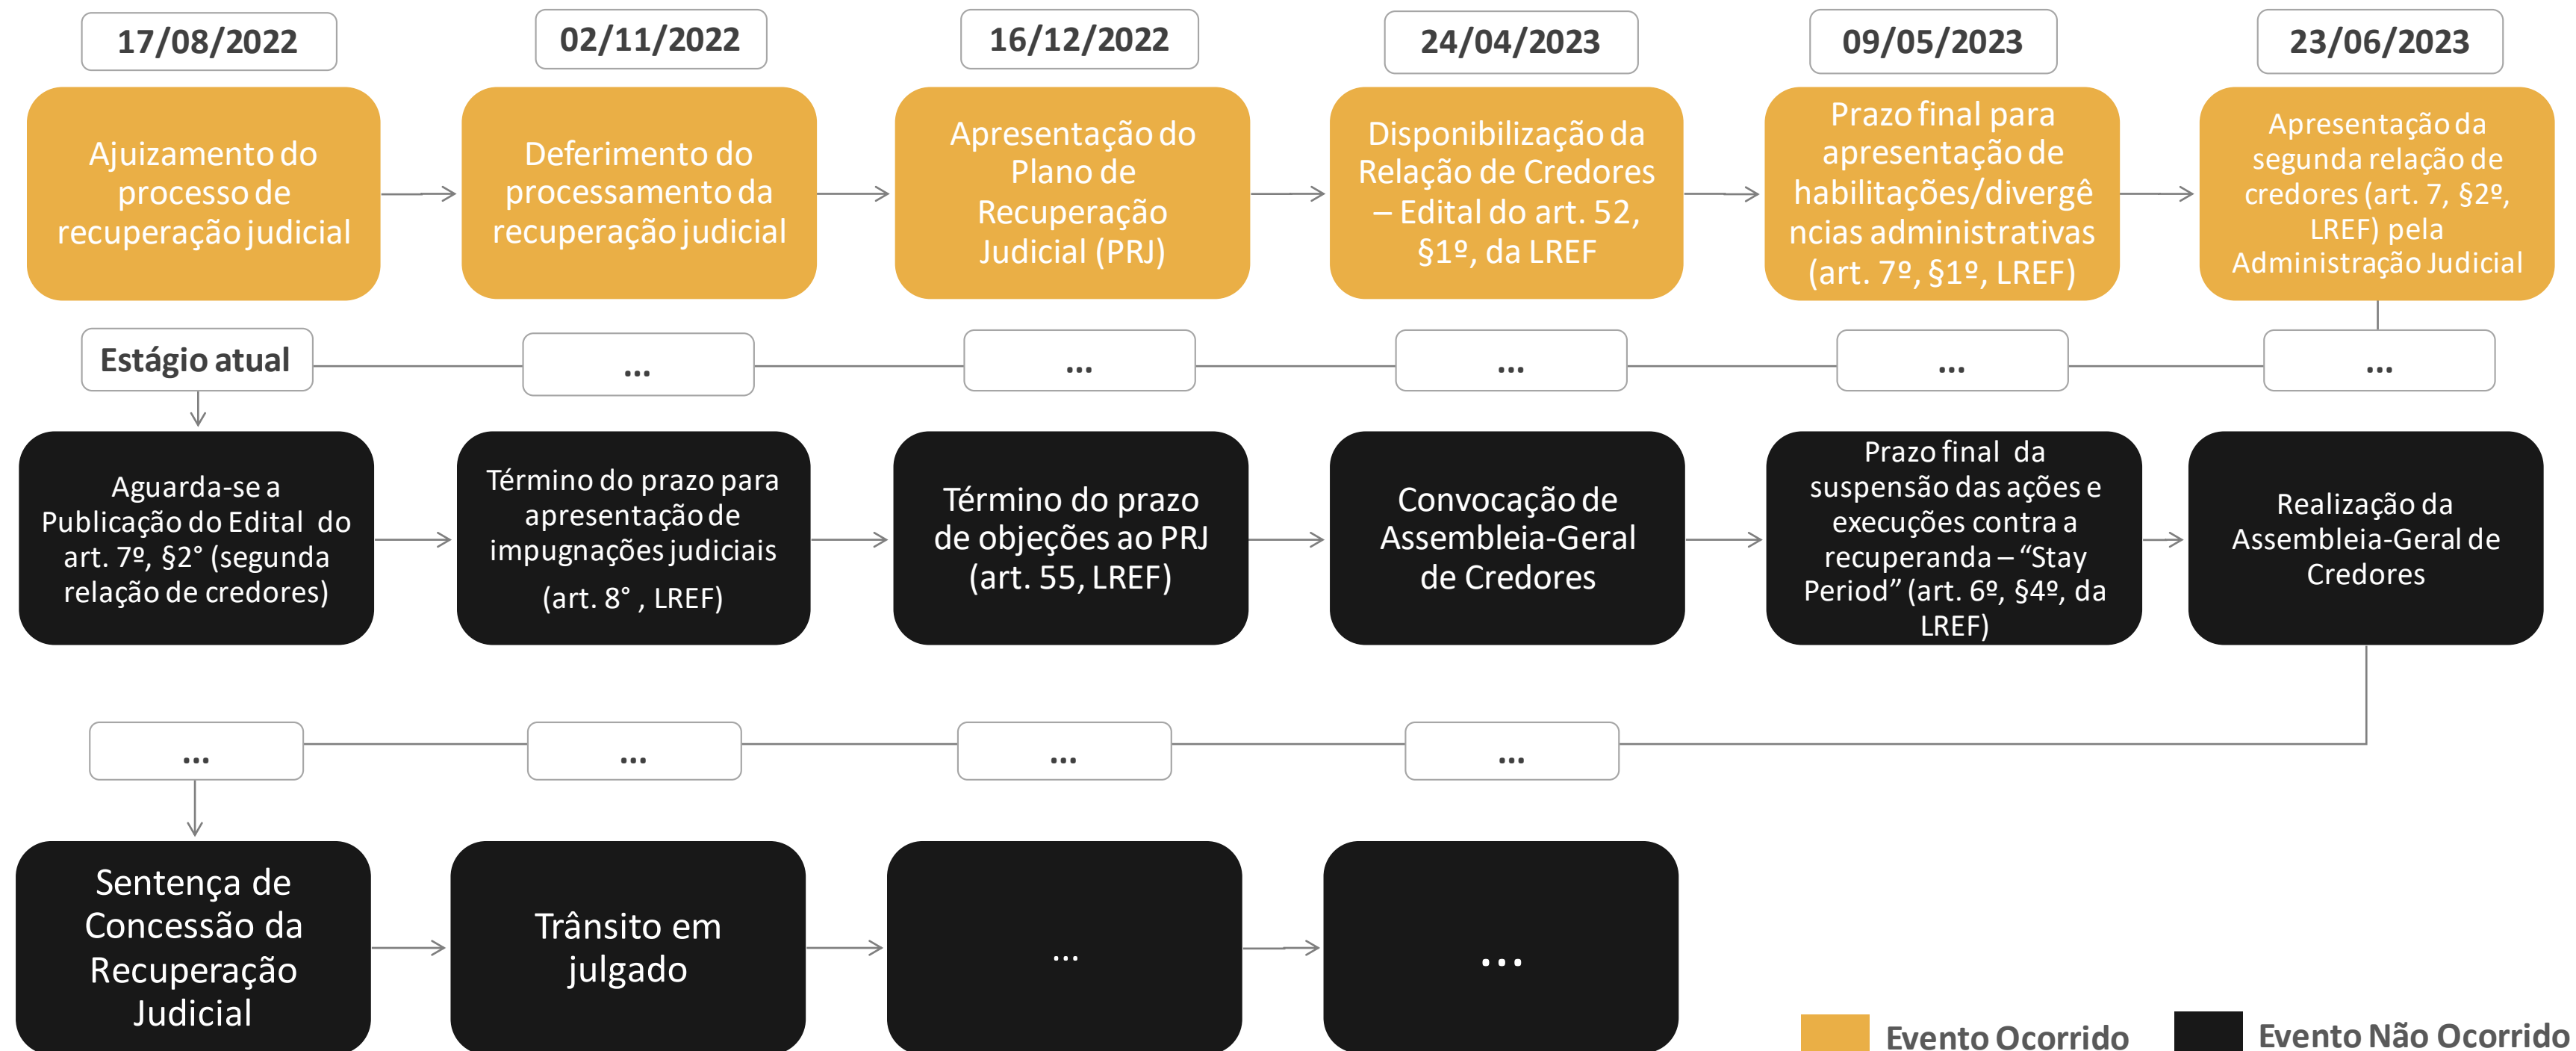 17/08/2022
02/11/2022
16/12/2022
24/04/2023
09/05/2023
23/06/2023
Ajuizamento do
processo de
recuperação judicial
Deferimento do
processamento da
recuperação judicial
Apresentação do
Plano de
Recuperação
Judicial (PRJ)
Disponibilização da
Relação de Credores
– Edital do art. 52,
§1º, da LREF
Prazo final para
apresentação de
habilitações/divergê
ncias administrativas
(art. 7º, §1º, LREF)
Apresentação da
segunda relação de
credores (art. 7, §2º,
LREF) pela
Administração Judicial
Estágio atual
...
...
...
...
...
Aguarda-se a
Publicação do Edital do
art. 7º, §2° (segunda
relação de credores)
Término do prazo para
apresentação de
impugnações judiciais
(art. 8° , LREF)
Término do prazo
de objeções ao PRJ
(art. 55, LREF)
Convocação de
Assembleia-Geral
de Credores
Prazo final da
suspensão das ações e
execuções contra a
recuperanda – “Stay
Period” (art. 6º, §4º, da
LREF)
Realização da
Assembleia-Geral de
Credores
...
...
...
...
Sentença de
Concessão da
Recuperação
Judicial
Trânsito em
julgado
...
...
Evento Ocorrido
Evento Não Ocorrido